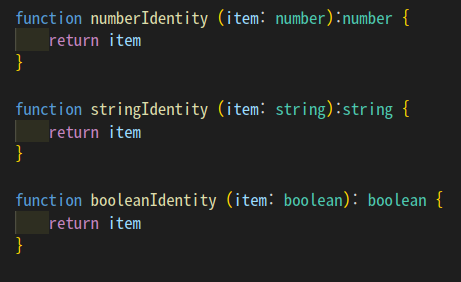 function numberIdentity (item: number):number {
    return item
}
function stringIdentity (item: string):string {
    return item
}
function booleanIdentity (item: boolean): boolean {
    return item
}